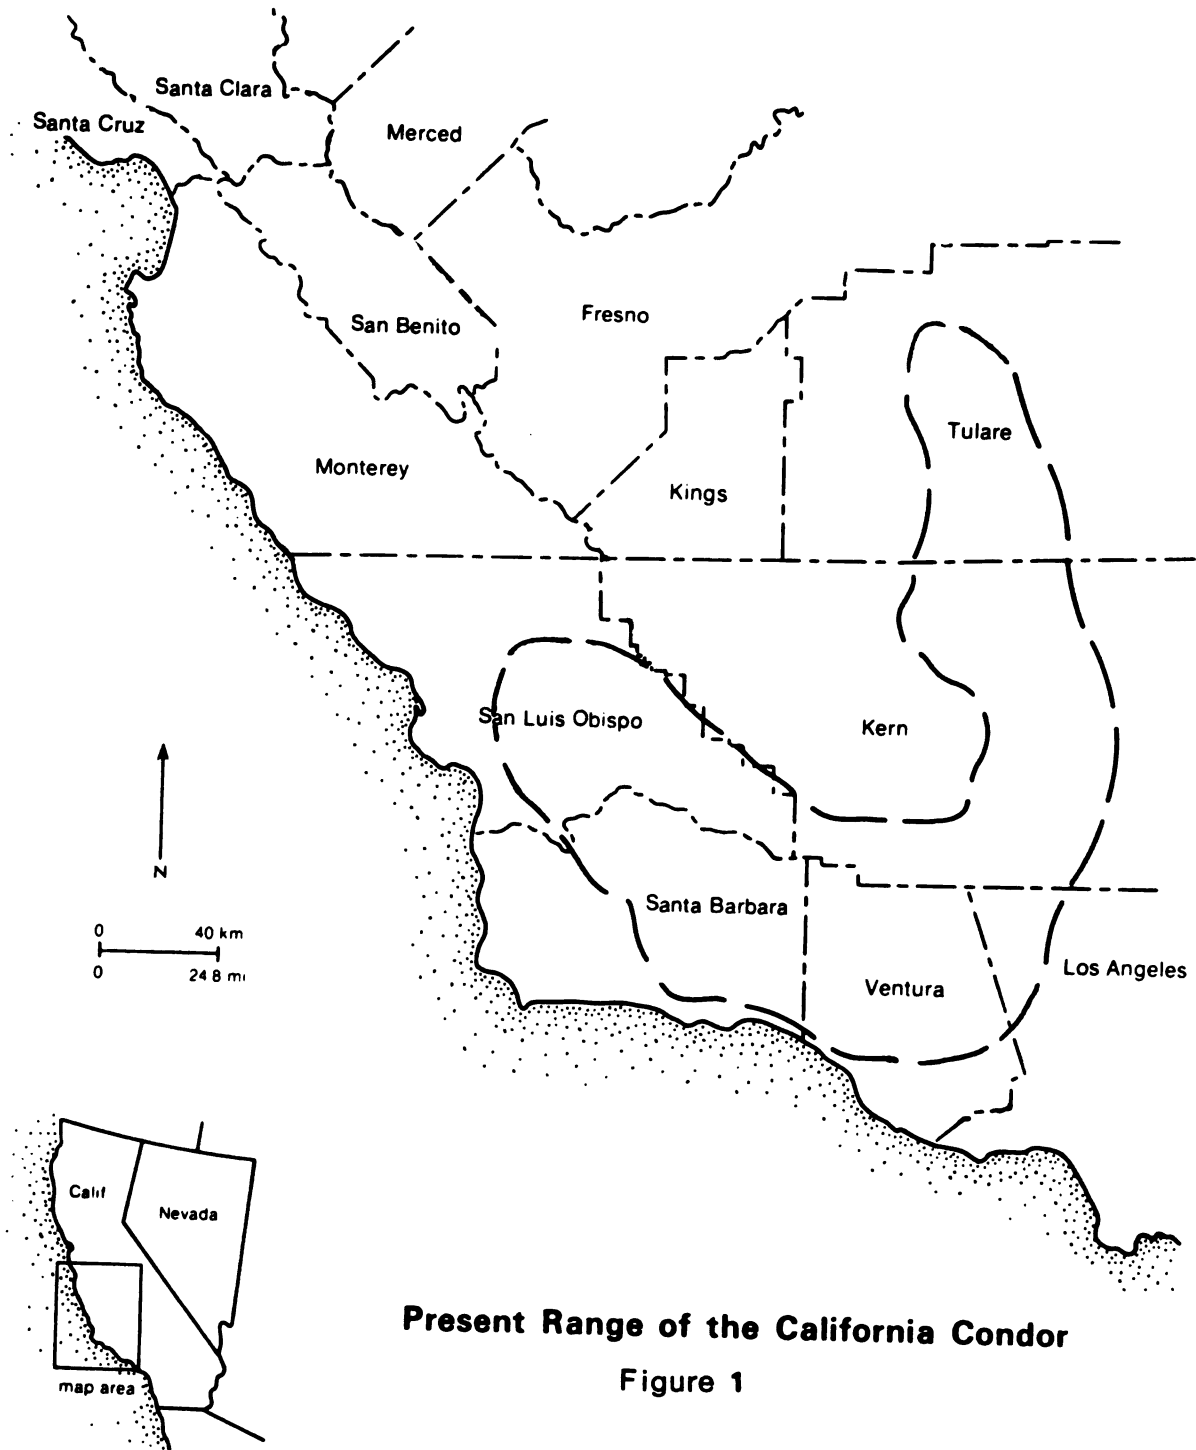 Santa Clara
Santa Cruz
Merced
San Benito
Fresno
Monterey
Kings
Tulare
San Luis Obispo
Kern
Santa Barbara
Ventura
Los Angeles
N
0 40 km
0 24 8 mi
Calif
Nevada
map area
Present Range of the California Condor
Figure 1